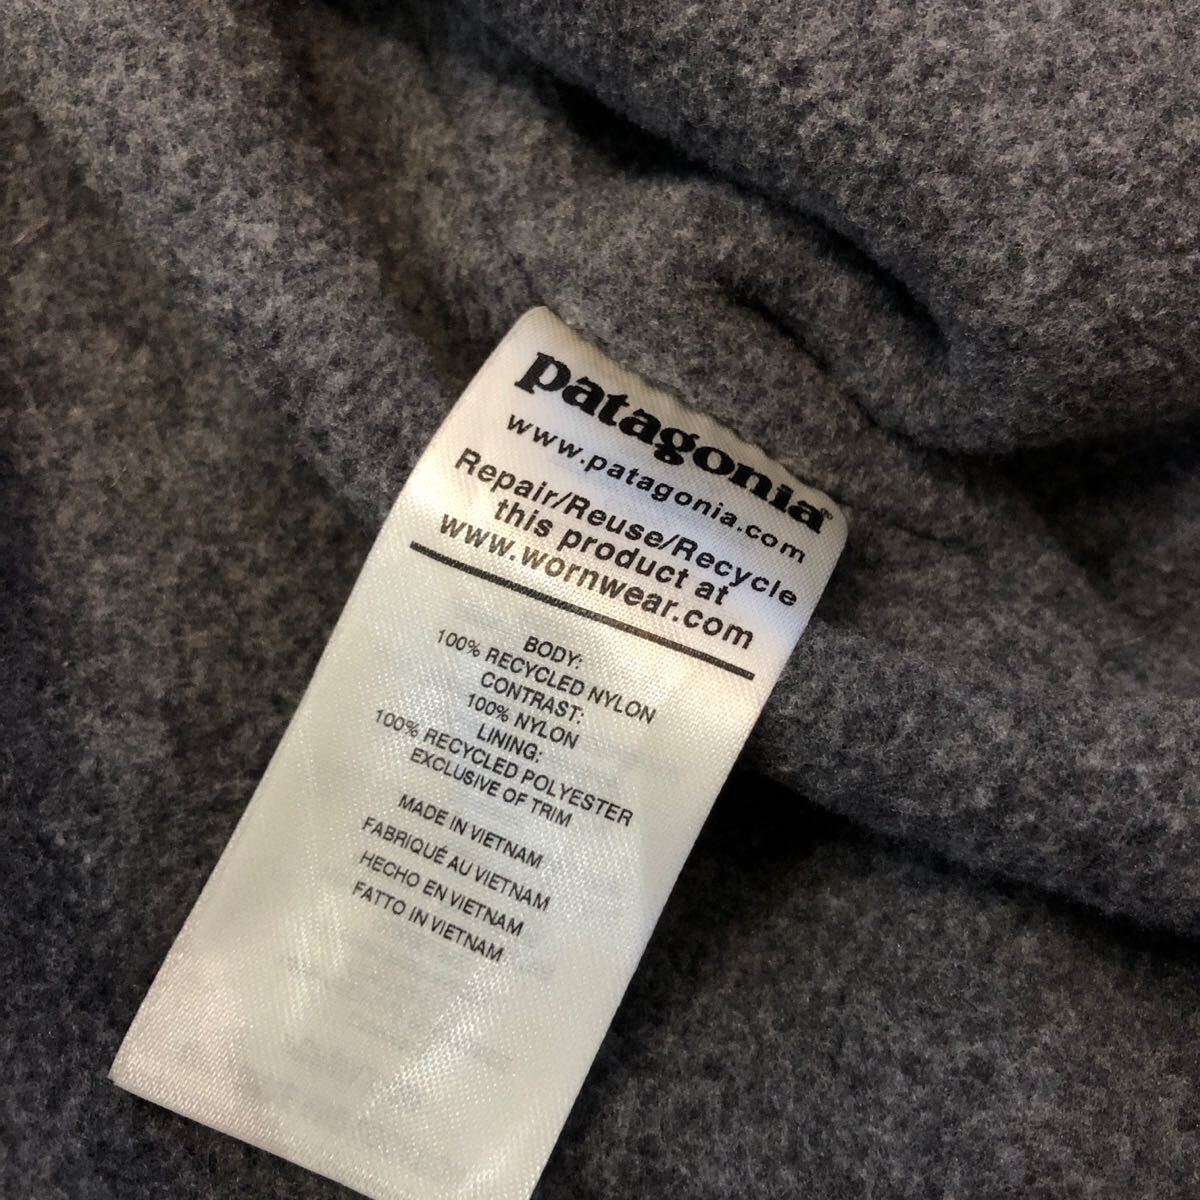 patagonia®
www.patagonia.com
Repair/Reuse/Recycle
this product at
www.wornwear.com
BODY:
100% RECYCLED NYLON
CONTRAST:
100% NYLON
LINING:
100% RECYCLED POLYESTER
EXCLUSIVE OF TRIM
MADE IN VIETNAM
FABRIQUÉ AU VIETNAM
HECHO EN VIETNAM
FATTO IN VIETNAM